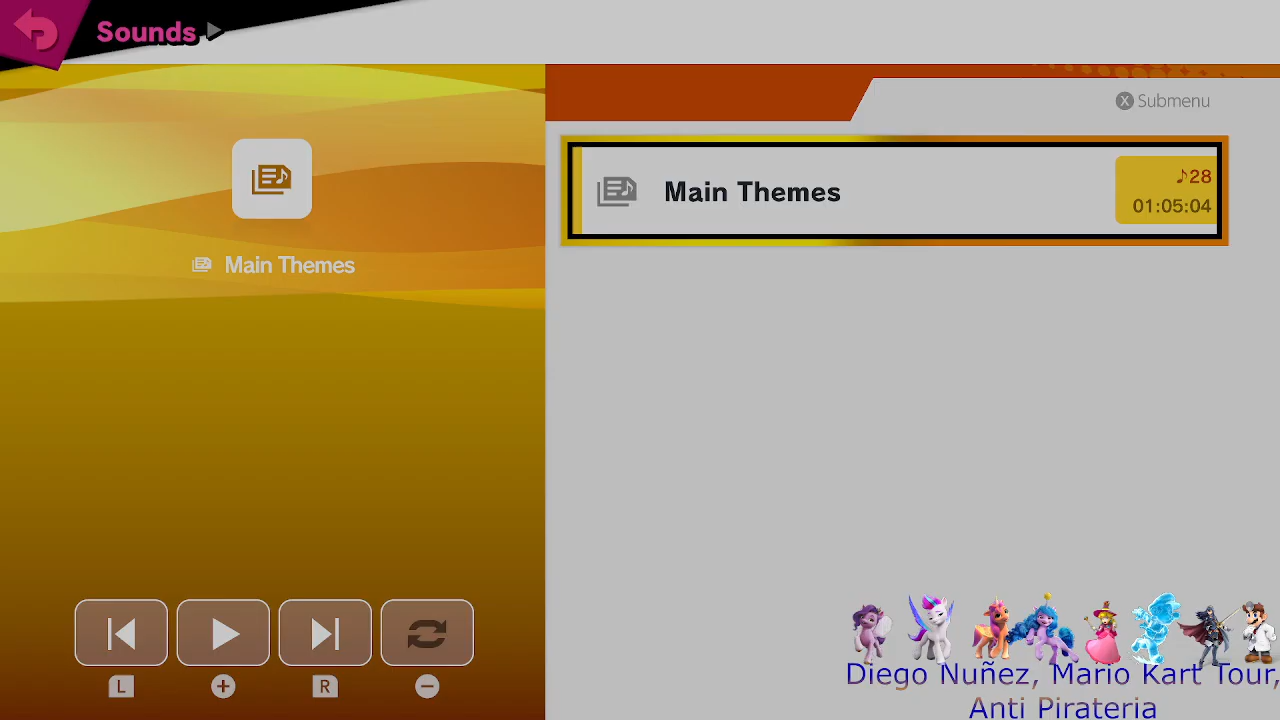 Sounds
X Submenu
Main Themes
♪28
01:05:04
Main Themes
L
R
Diego Nuñez, Mario Kart Tour,
Anti Pirateria